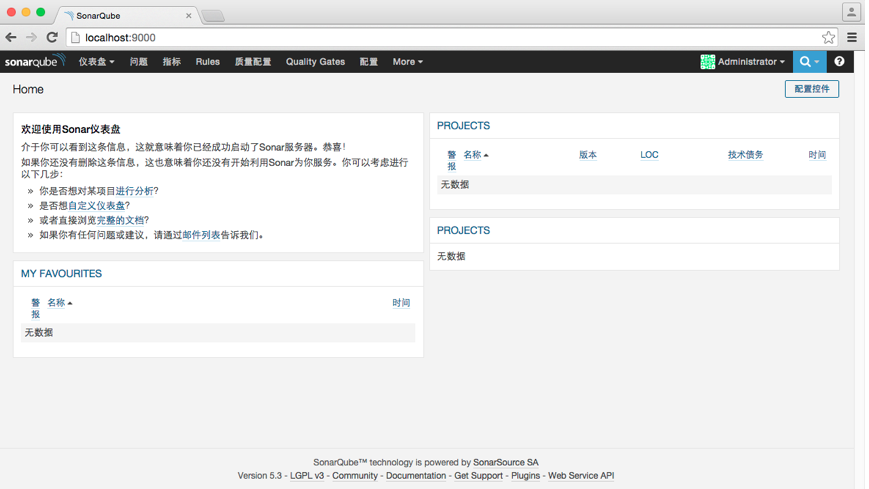 SonarQube
localhost:9000
sonarqube 仪表盘 问题 指标 Rules 质量配置 Quality Gates 配置 More Administrator ?
Home 配置控件
欢迎使用Sonar仪表盘
介于你可以看到这条信息，这就意味着你已经成功启动了Sonar服务器。恭喜！
如果你还没有删除这条信息，这也意味着你还没有开始利用Sonar为你服务。你可以考虑进行
以下几步：
» 你是否想对某项目进行分析?
» 是否想自定义仪表盘?
» 或者直接浏览完整的文档?
» 如果你有任何问题或建议，请通过邮件列表告诉我们。
MY FAVOURITES
警 名称 时间
报
无数据
PROJECTS
警 名称 版本 LOC 技术债务 时间
报
无数据
PROJECTS
无数据
SonarQube™ technology is powered by SonarSource SA
Version 5.3 - LGPL v3 - Community - Documentation - Get Support - Plugins - Web Service API